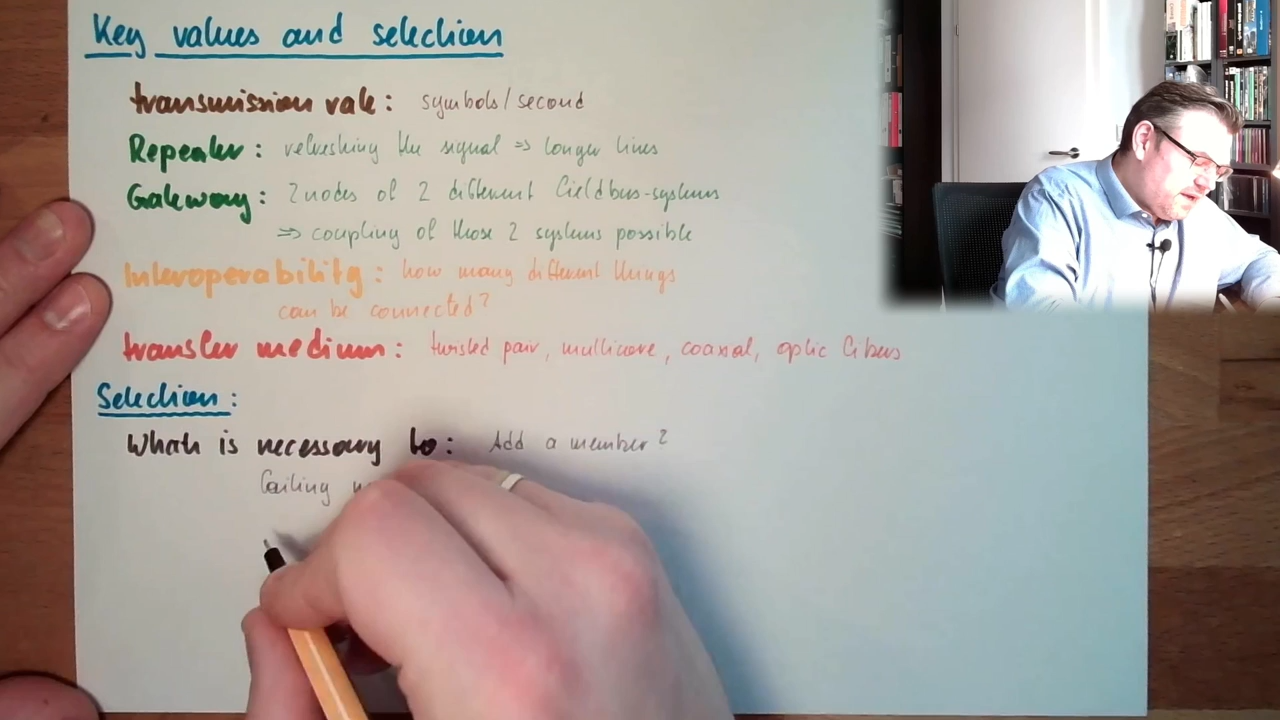 Key values and selection
transmission rate: symbols/second
Repeater: refreshing the signal ⇒ longer lines
Gateway: 2 nodes of 2 different fieldbus-systems
⇒ coupling of those 2 systems possible
Interoperability: how many different things
can be connected?
transfer medium: twisted pair, multicore, coaxial, optic fibers
Selection:
What is necessary to: Add a member?
failing